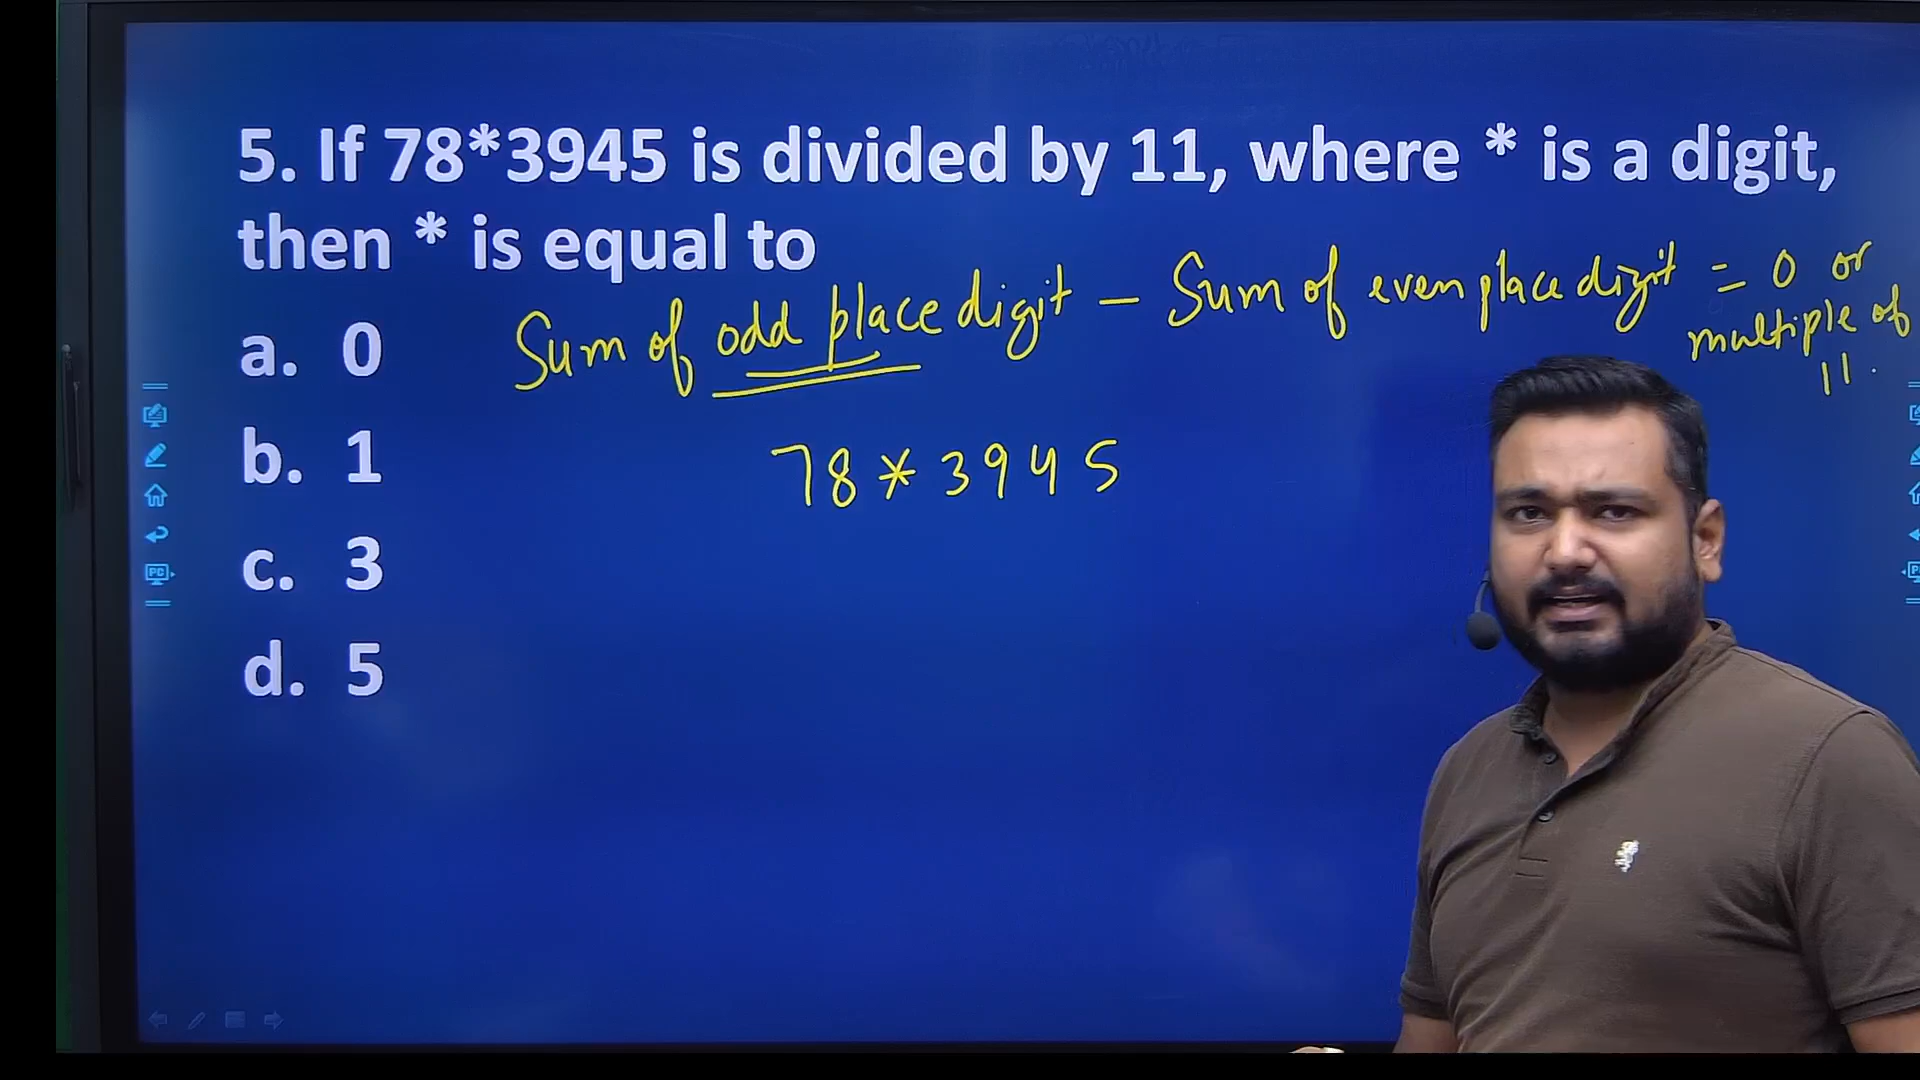 5. If 78*3945 is divided by 11, where * is a digit,
then * is equal to
Sum of odd place digit - Sum of even place digit = 0 or
multiple of
11.
a. 0
78*3945
b. 1
c. 3
d. 5
PC